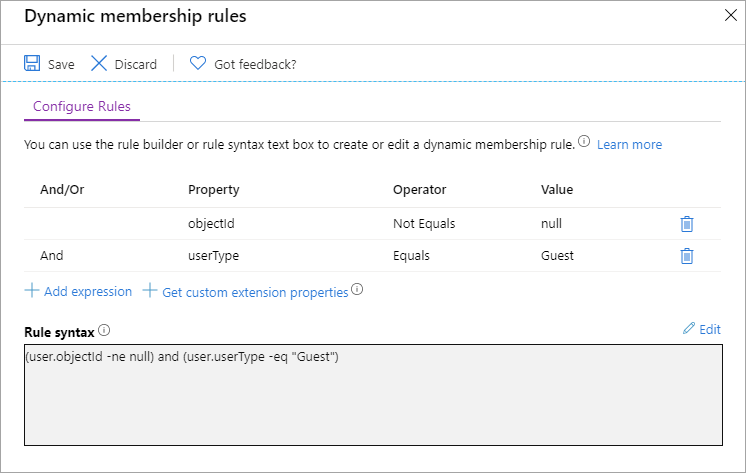 Dynamic membership rules
Save Discard Got feedback?
Configure Rules
You can use the rule builder or rule syntax text box to create or edit a dynamic membership rule. Learn more
And/Or Property Operator Value
objectId Not Equals null
And userType Equals Guest
Add expression Get custom extension properties
Rule syntax Edit
(user.objectId -ne null) and (user.userType -eq "Guest")